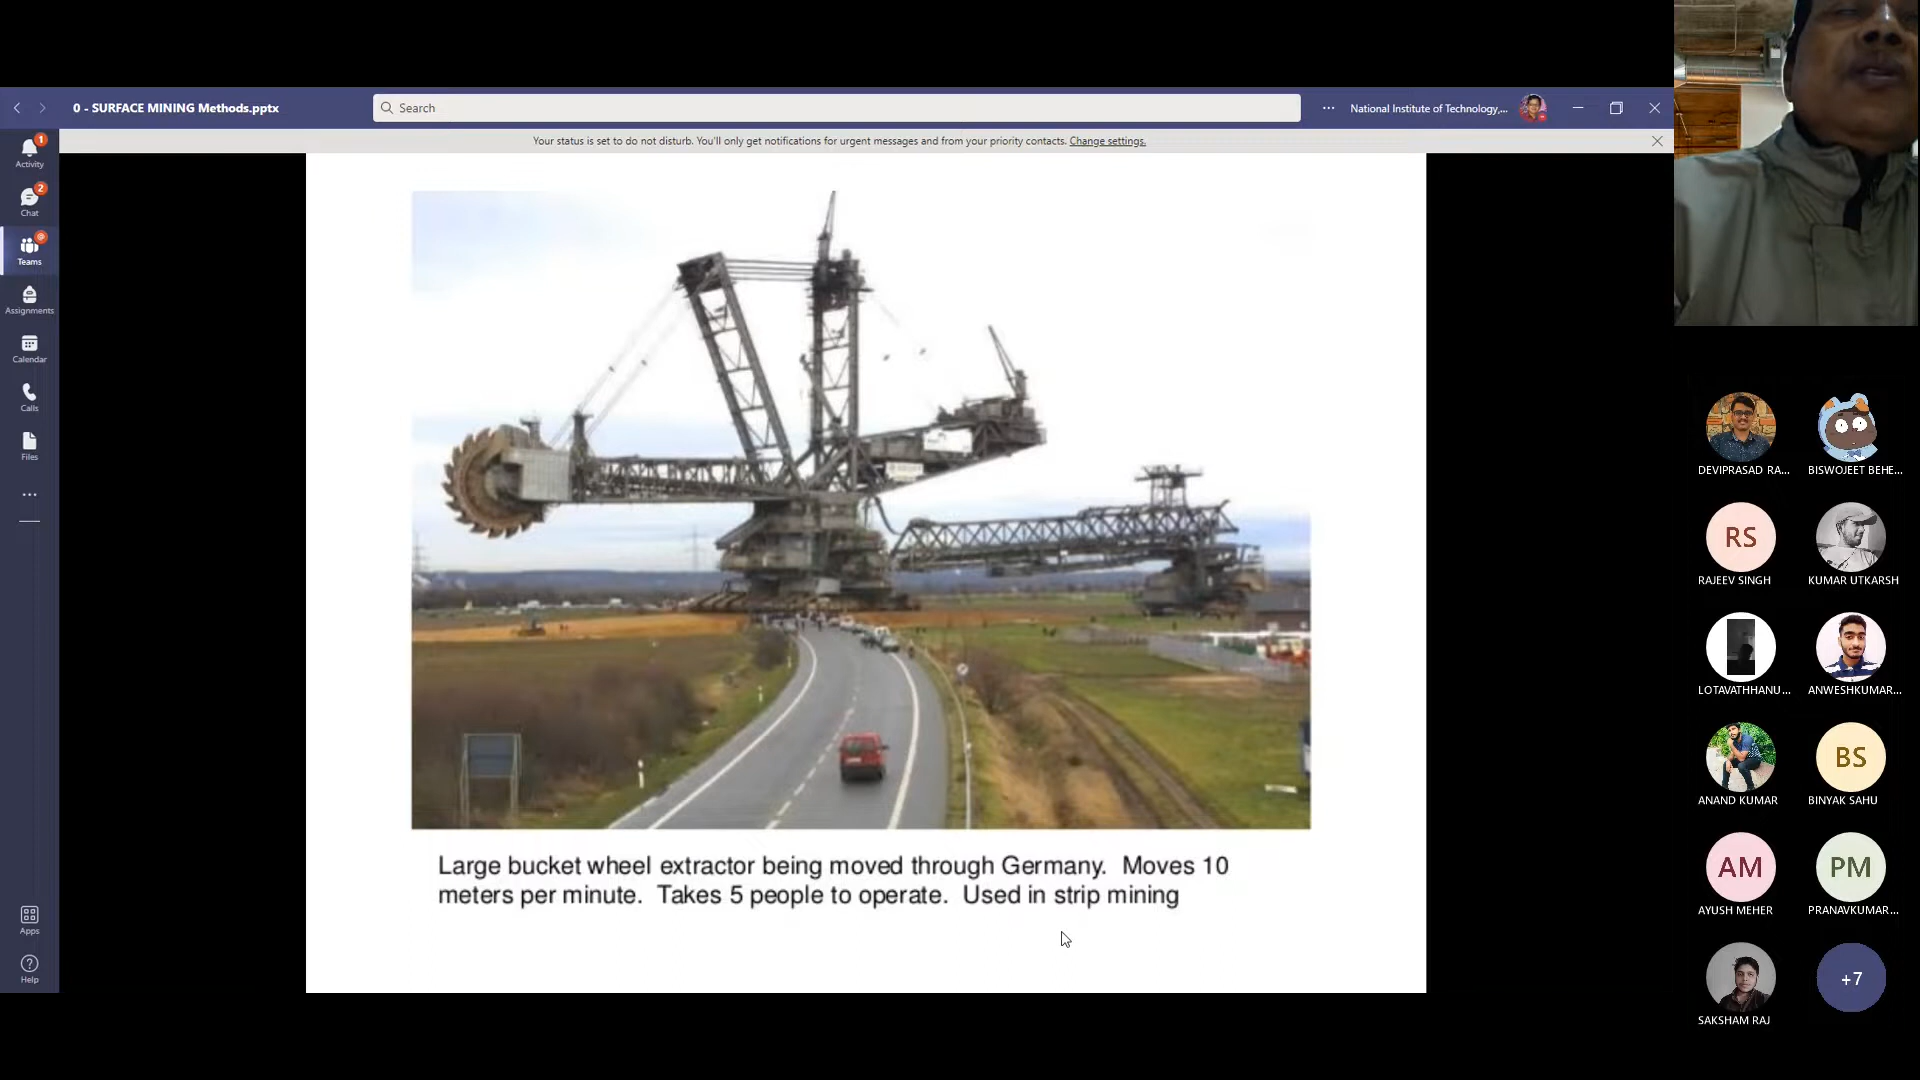 0 - SURFACE MINING Methods.pptx
Search
National Institute of Technology,...
Your status is set to do not disturb. You'll only get notifications for urgent messages and from your priority contacts. Change settings.
1
Activity
2
Chat
@
Teams
Assignments
Calendar
Calls
Files
Apps
Help
Large bucket wheel extractor being moved through Germany. Moves 10
meters per minute. Takes 5 people to operate. Used in strip mining
DEVIPRASAD RA...
BISWOJEET BEHE...
RS
RAJEEV SINGH
KUMAR UTKARSH
LOTAVATHHANU...
ANWESHKUMAR...
ANAND KUMAR
BS
BINYAK SAHU
AM
AYUSH MEHER
PM
PRANAVKUMAR...
SAKSHAM RAJ
+7